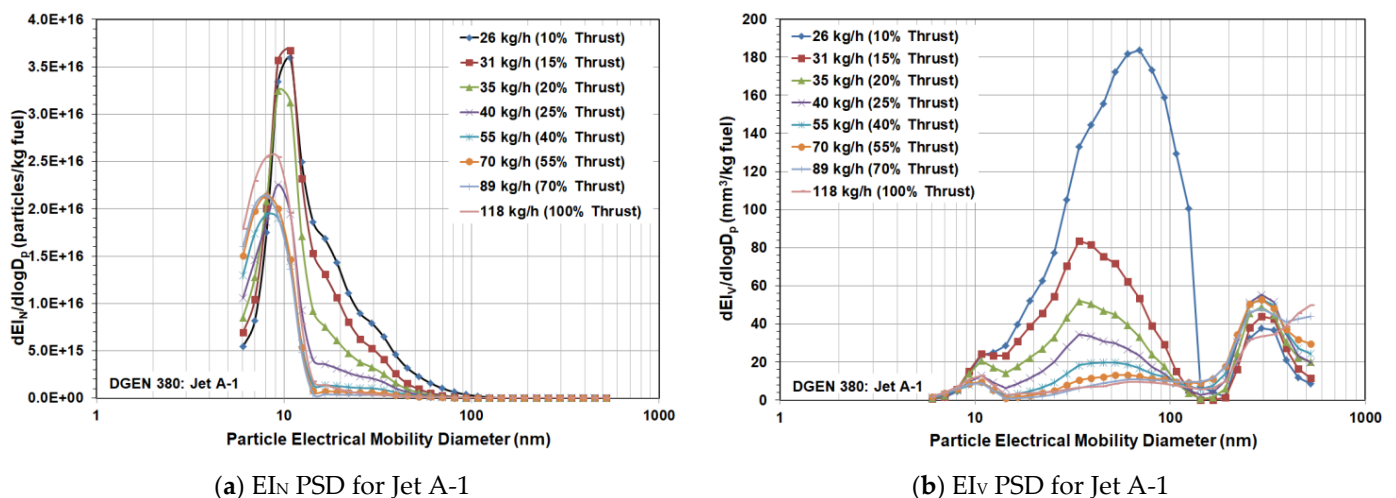 4.0E+16
3.5E+16
3.0E+16
2.5E+16
2.0E+16
1.5E+16
1.0E+16
5.0E+15
0.0E+00
dEI_N/dlogD_p (particles/kg fuel)
26 kg/h (10% Thrust)
31 kg/h (15% Thrust)
35 kg/h (20% Thrust)
40 kg/h (25% Thrust)
55 kg/h (40% Thrust)
70 kg/h (55% Thrust)
89 kg/h (70% Thrust)
118 kg/h (100% Thrust)
DGEN 380: Jet A-1
1 10 100 1000
Particle Electrical Mobility Diameter (nm)
(a) EI_N PSD for Jet A-1
200
180
160
140
120
100
80
60
40
20
0
dEI_V/dlogD_p (mm³/kg fuel)
26 kg/h (10% Thrust)
31 kg/h (15% Thrust)
35 kg/h (20% Thrust)
40 kg/h (25% Thrust)
55 kg/h (40% Thrust)
70 kg/h (55% Thrust)
89 kg/h (70% Thrust)
118 kg/h (100% Thrust)
DGEN 380: Jet A-1
1 10 100 1000
Particle Electrical Mobility Diameter (nm)
(b) EI_V PSD for Jet A-1